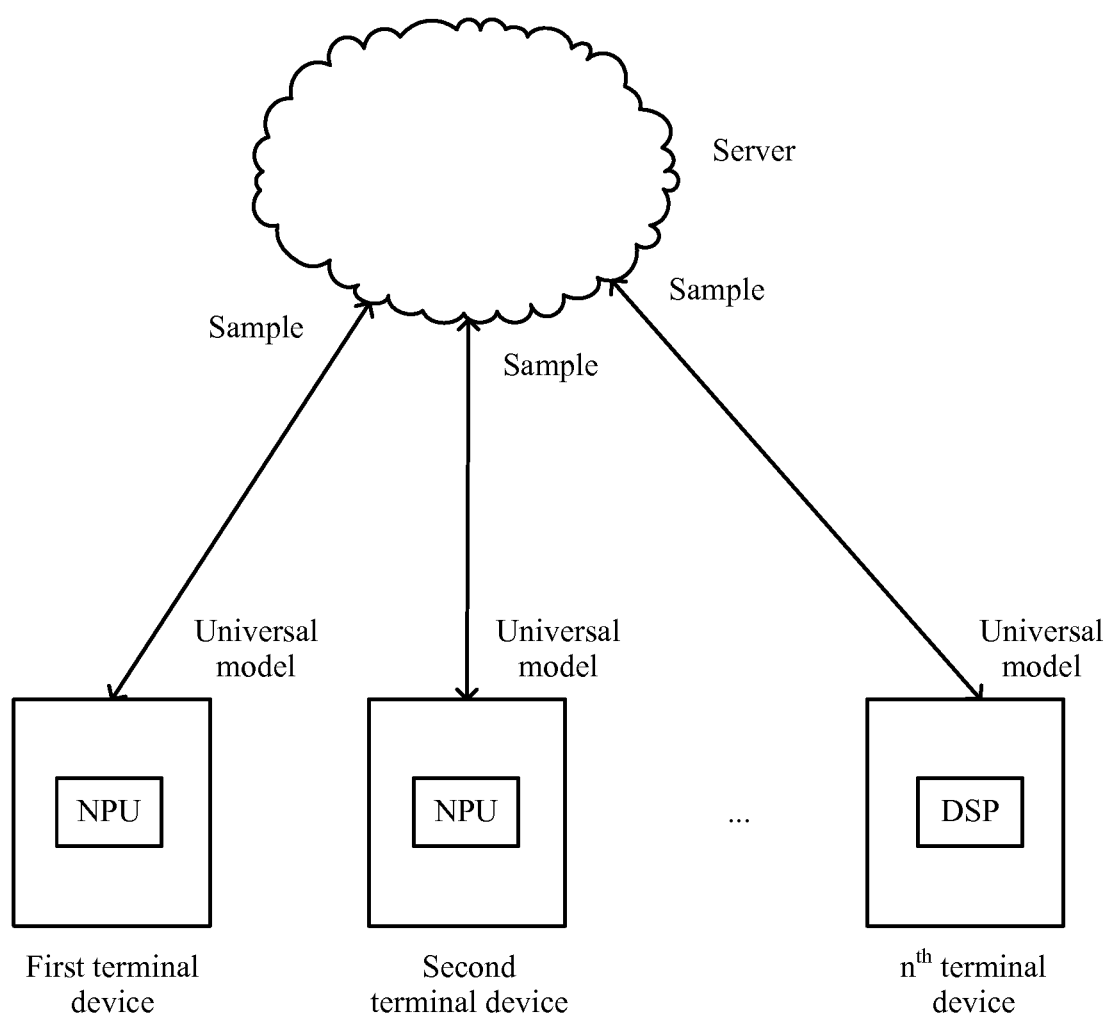 Server
Sample
Sample
Sample
Universal
model
Universal
model
Universal
model
NPU
NPU
...
DSP
First terminal
device
Second
terminal device
nth terminal
device